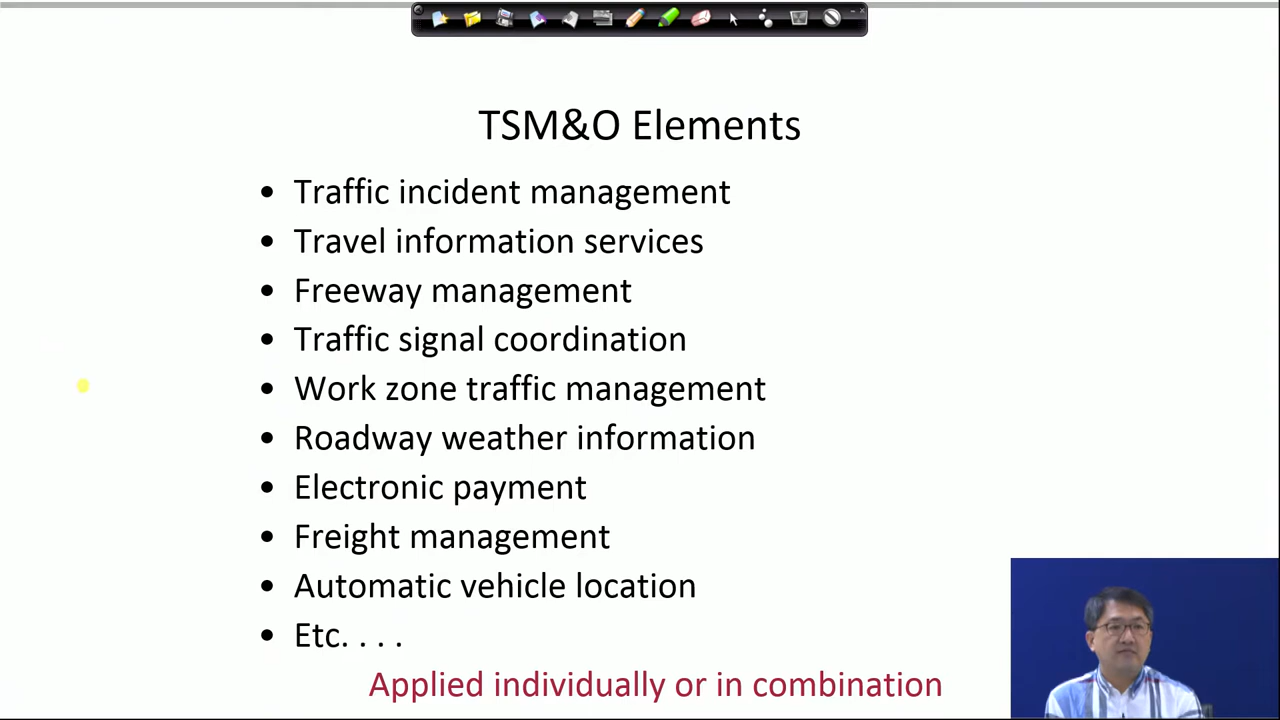 TSM&O Elements
• Traffic incident management
• Travel information services
• Freeway management
• Traffic signal coordination
• Work zone traffic management
• Roadway weather information
• Electronic payment
• Freight management
• Automatic vehicle location
• Etc. . . .
Applied individually or in combination